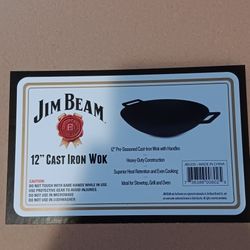 JIM BEAM
B
12" CAST IRON WOK
CAUTION:
DO NOT TOUCH WITH BARE HANDS WHILE IN USE
USE PROTECTIVE GEAR TO AVOID INJURIES
DO NOT USE IN MICROWAVE
DO NOT USE IN DISHWASHER
12" Pre-Seasoned Cast Iron Wok with Handles
Heavy-Duty Construction
Superior Heat Retention and Even Cooking
Ideal for Stovetop, Grill and Oven
MADE IN CHINA